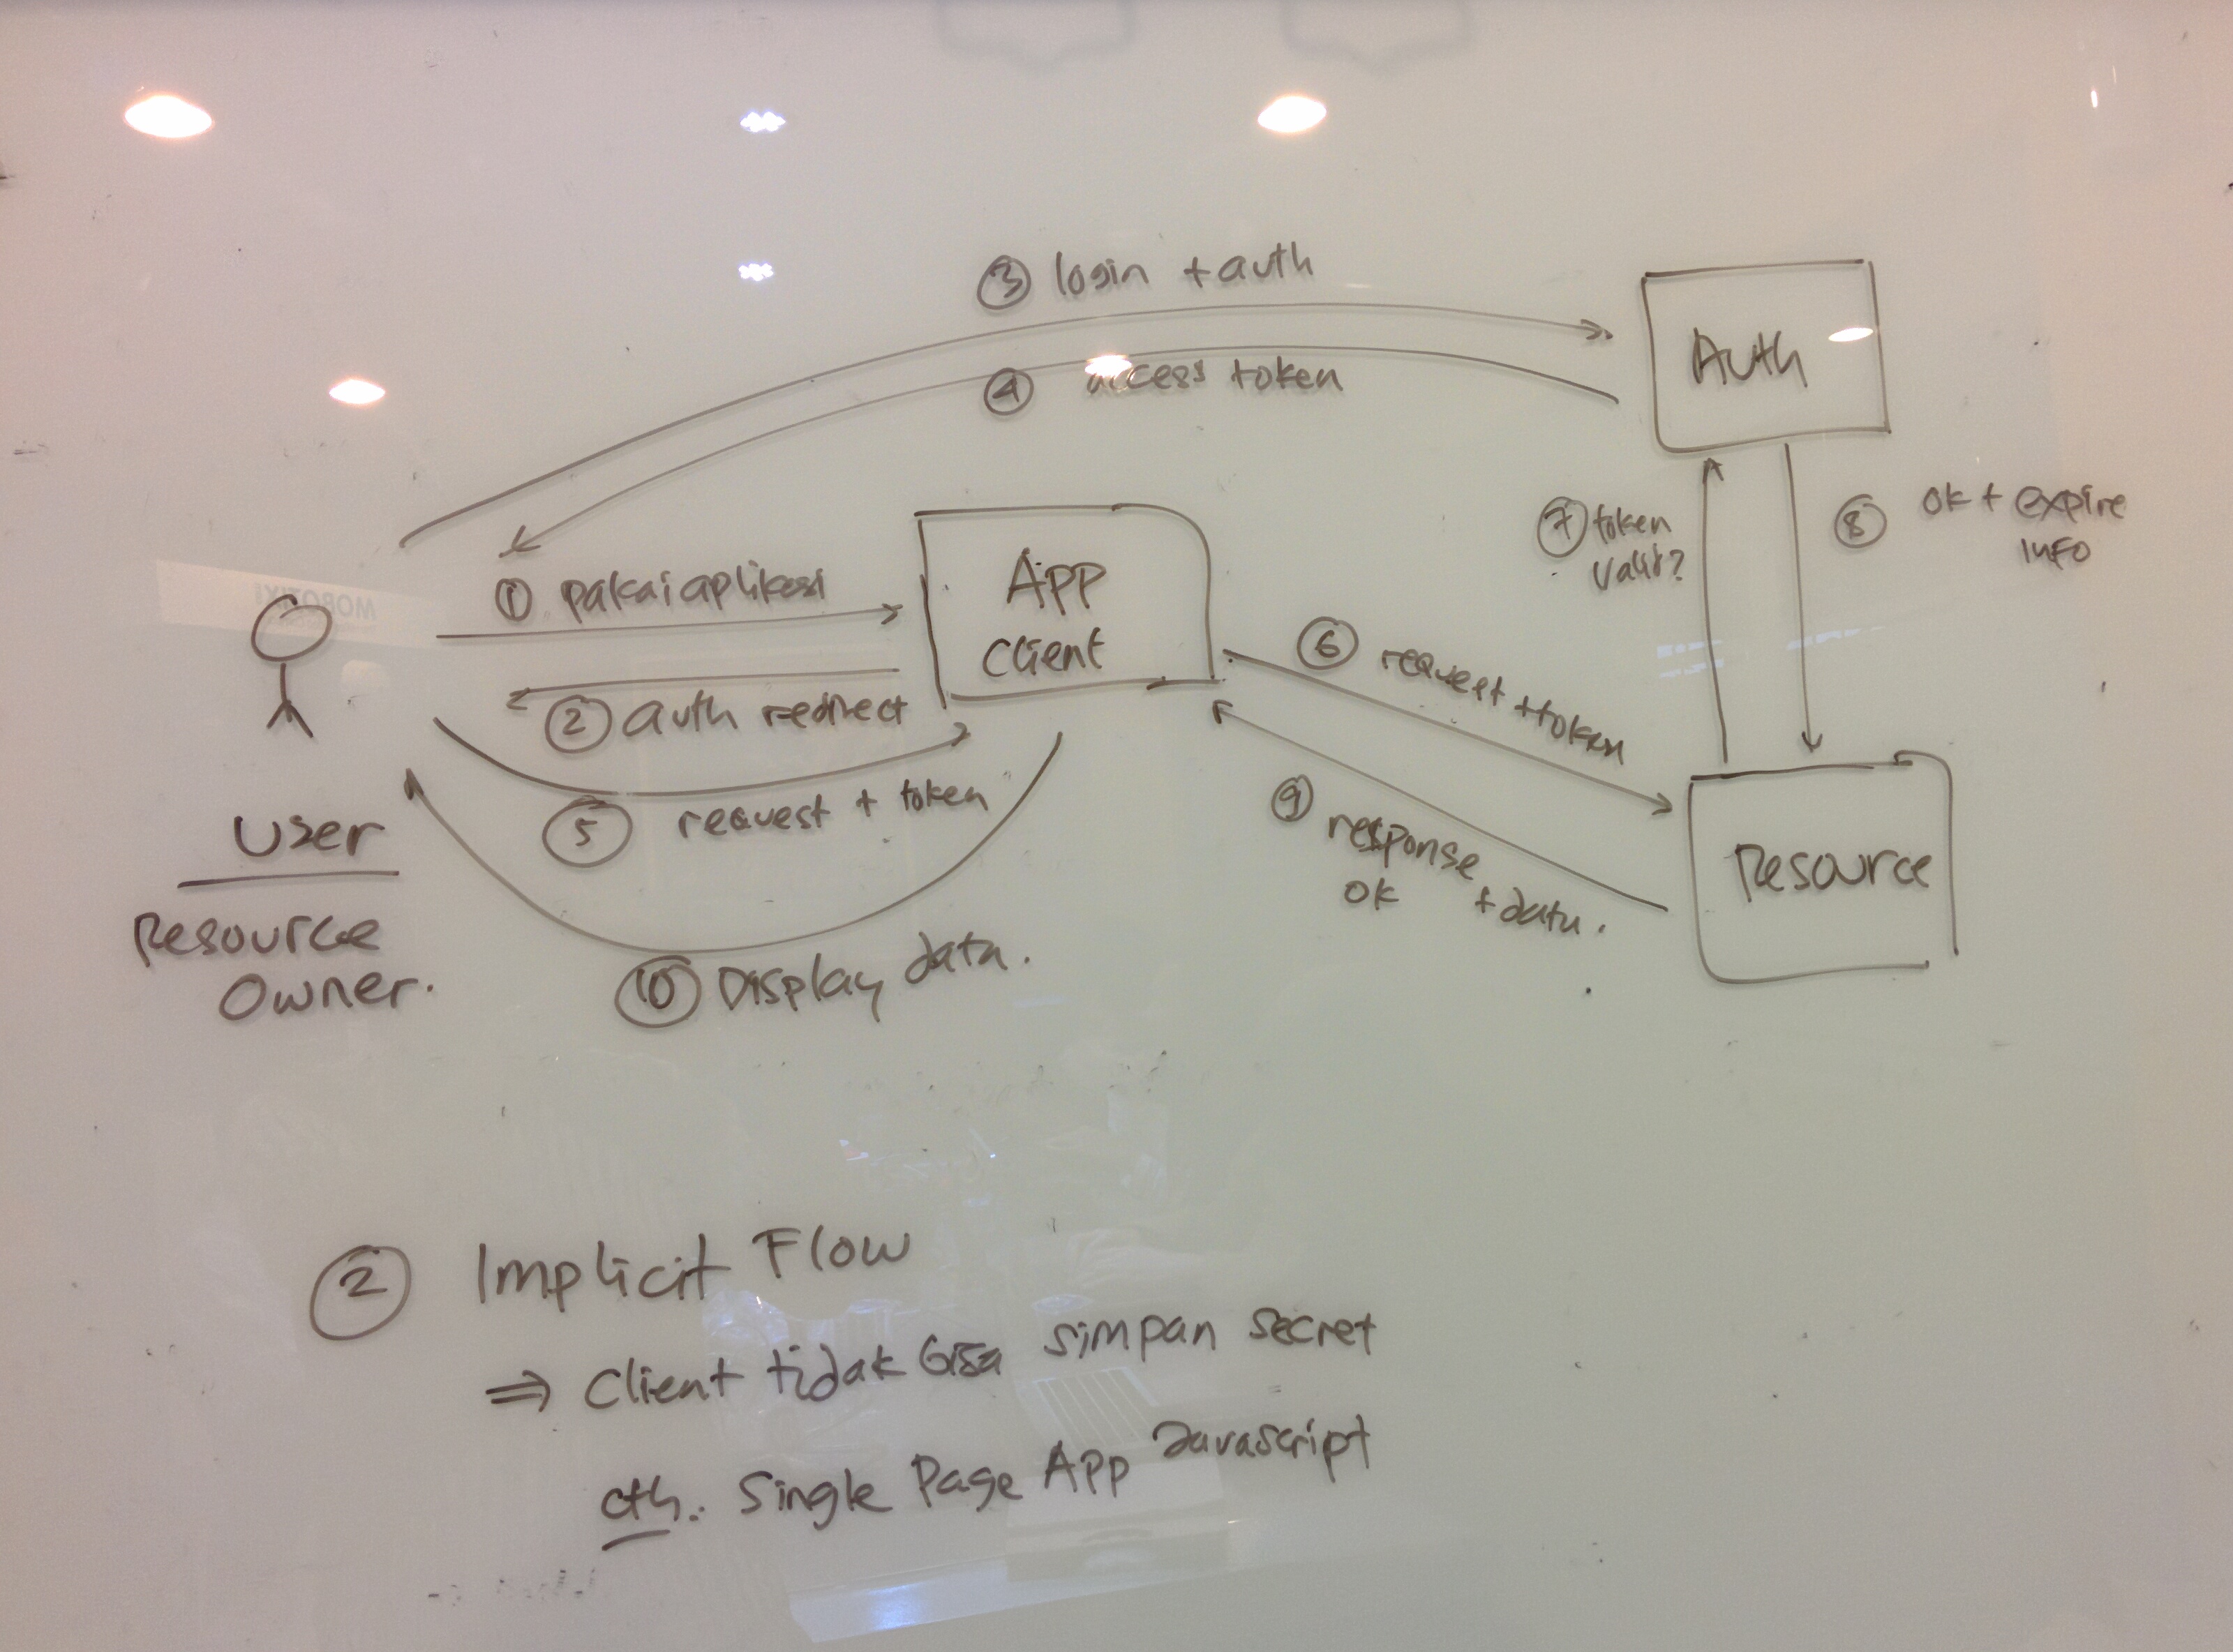 ③ login + auth
④ access token
Auth
⑦ token
valid?
⑧ ok + expire
info
① pakai aplikasi
App
client
② auth redirect
⑥ request + token
⑤ request + token
⑨ response
ok + data.
Resource
⑩ Display data.
User
Resource
Owner.
MOBOTIX
② Implicit Flow
⇒ Client tidak bisa simpan secret
cth. Single Page App Javascript